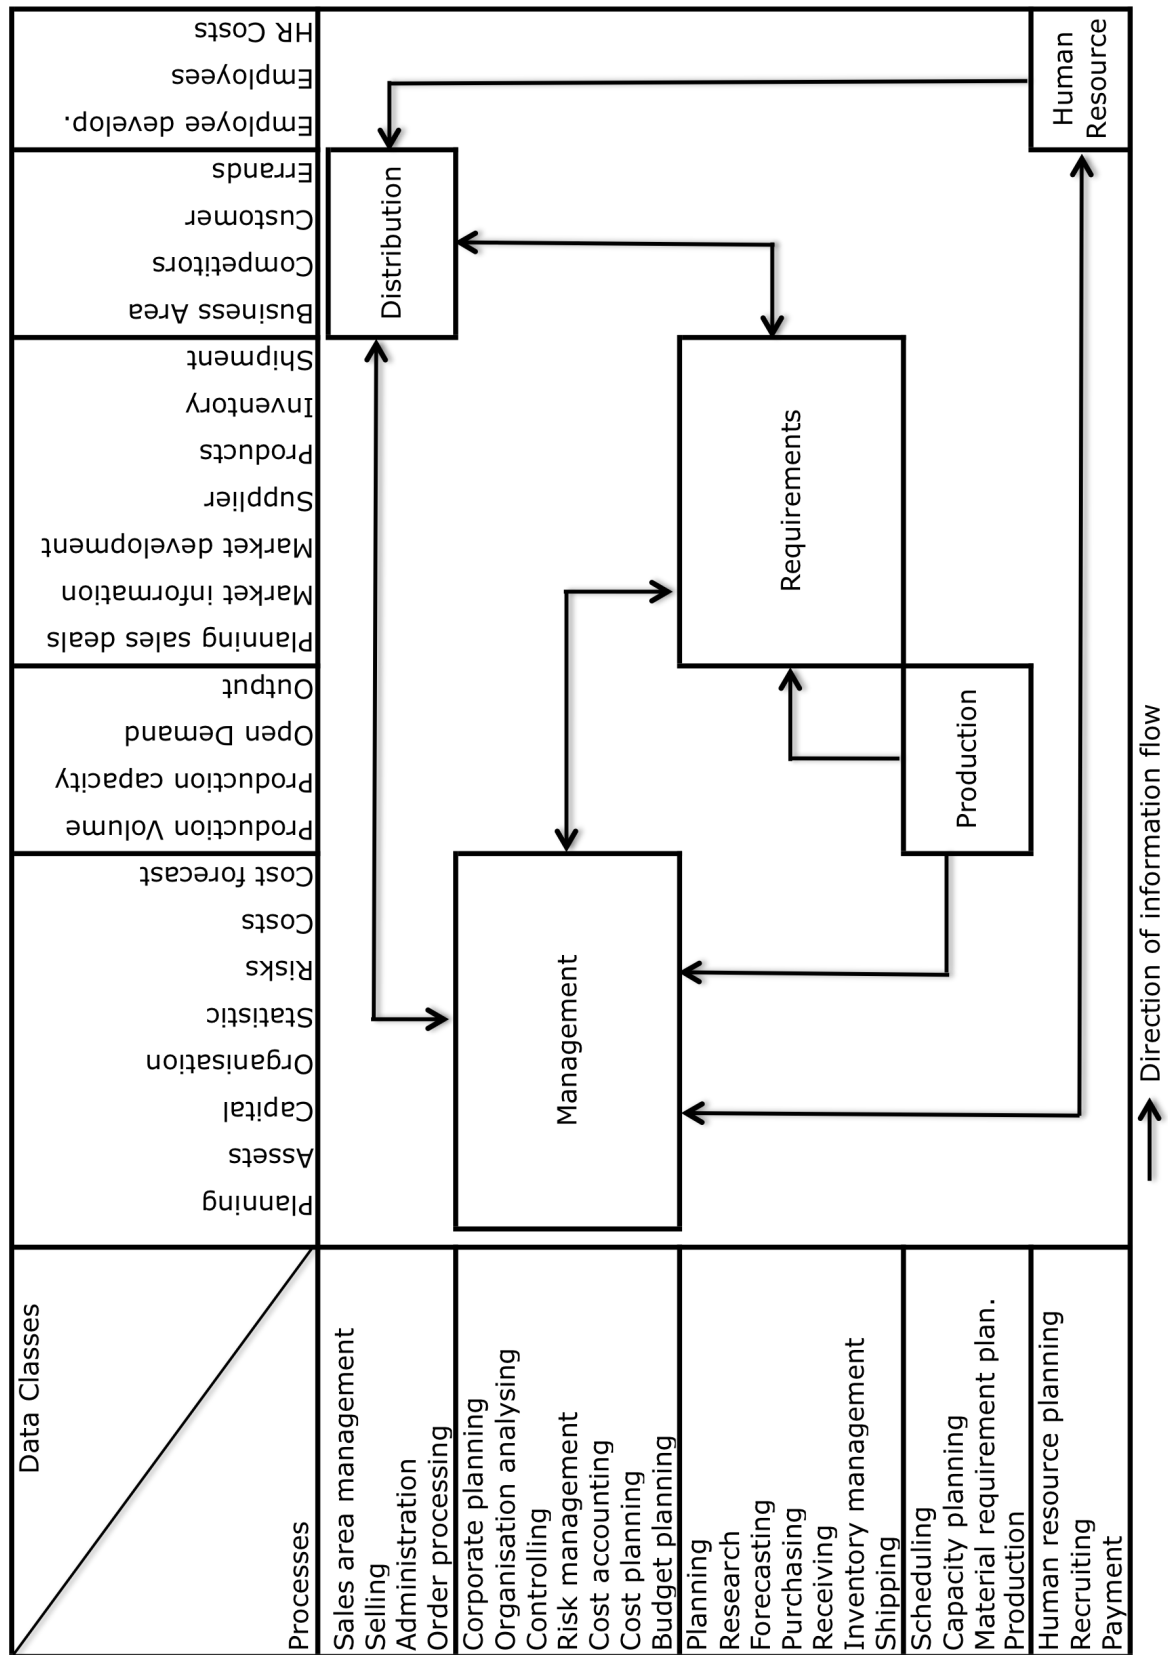 Data Classes
Processes
Planning
Assets
Capital
Organisation
Statistic
Risks
Costs
Cost forecast
Production Volume
Production capacity
Open Demand
Output
Planning sales deals
Market information
Market development
Supplier
Products
Inventory
Shipment
Business Area
Competitors
Customer
Errands
Employee develop.
Employees
HR Costs
Sales area management
Selling
Administration
Order processing
Distribution
Corporate planning
Organisation analysing
Controlling
Risk management
Cost accounting
Cost planning
Budget planning
Management
Planning
Research
Forecasting
Purchasing
Receiving
Inventory management
Shipping
Requirements
Scheduling
Capacity planning
Material requirement plan.
Production
Production
Human resource planning
Recruiting
Payment
Human
Resource
Direction of information flow